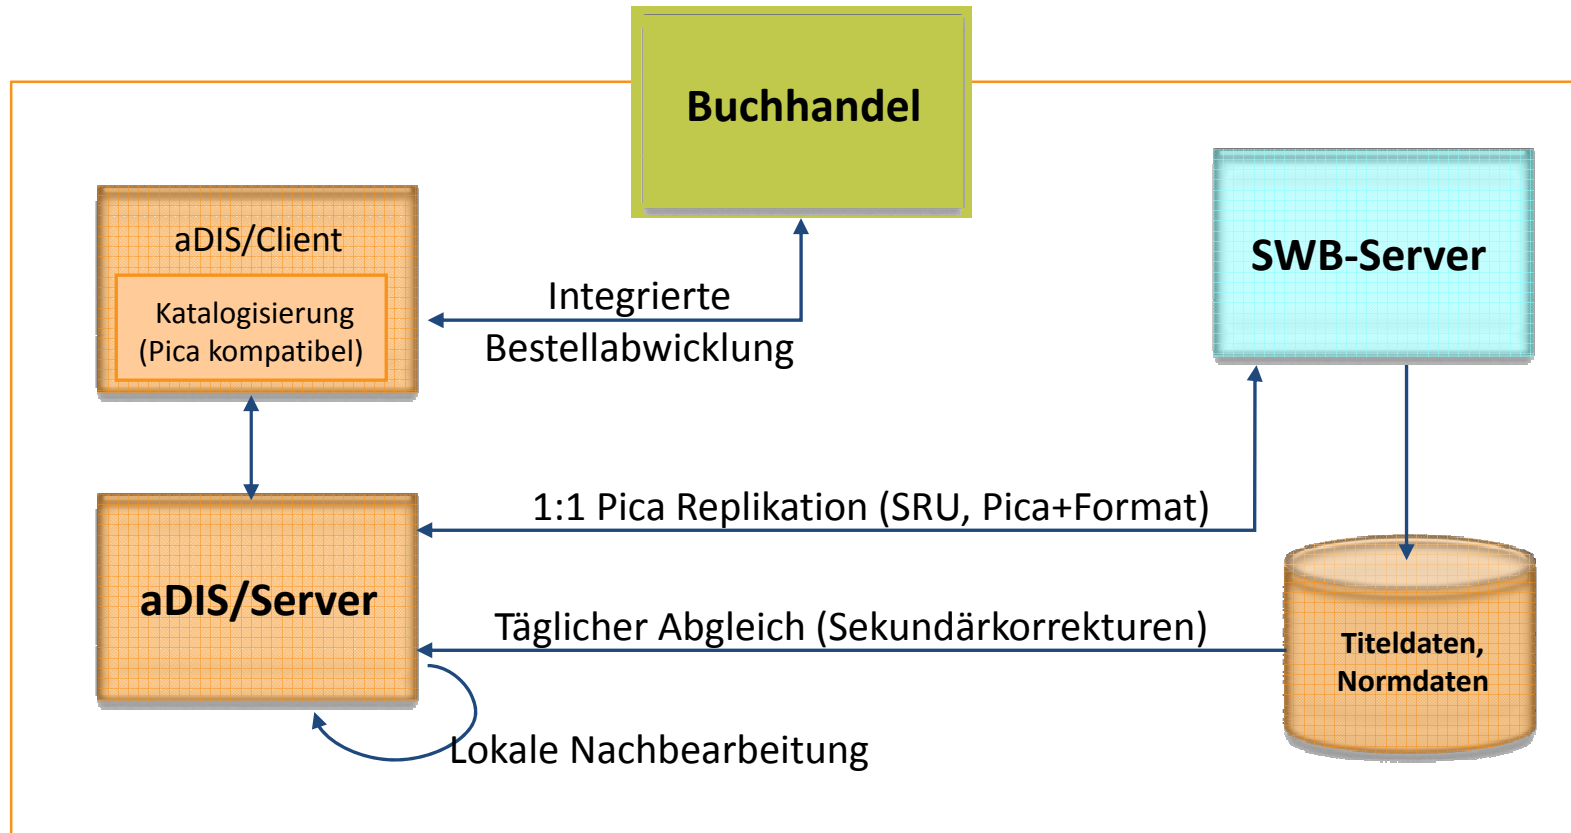 Buchhandel
aDIS/Client
Katalogisierung
(Pica kompatibel)
Integrierte
Bestellabwicklung
SWB-Server
1:1 Pica Replikation (SRU, Pica+Format)
aDIS/Server
Täglicher Abgleich (Sekundärkorrekturen)
Titeldaten,
Normdaten
Lokale Nachbearbeitung